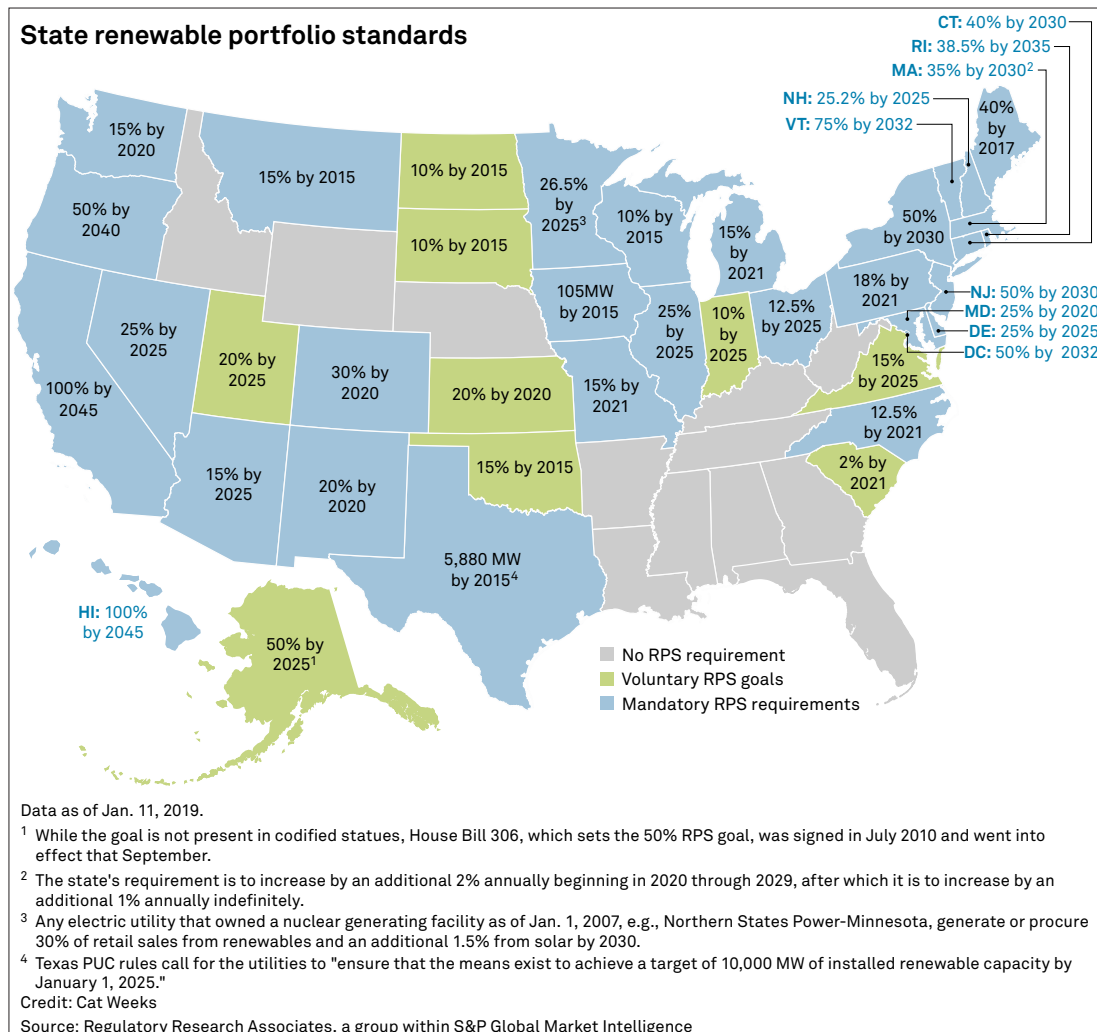 State renewable portfolio standards
CT: 40% by 2030
RI: 38.5% by 2035
MA: 35% by 2030²
NH: 25.2% by 2025
VT: 75% by 2032
40%
by
2017
15% by
2020
15% by 2015
10% by 2015
26.5%
by
2025³
10% by
2015
15%
by
2021
50%
by 2030
50% by
2040
10% by 2015
105MW
by 2015
25%
by
2025
10%
by
2025
12.5%
by 2025
18% by
2021
NJ: 50% by 2030
MD: 25% by 2020
DE: 25% by 2025
DC: 50% by 2032
25% by
2025
20% by
2025
30% by
2020
20% by 2020
15% by
2021
15%
by 2025
100% by
2045
12.5%
by 2021
15% by
2025
20% by
2020
15% by 2015
2% by
2021
5,880 MW
by 2015⁴
HI: 100%
by 2045
50% by
2025¹
No RPS requirement
Voluntary RPS goals
Mandatory RPS requirements
Data as of Jan. 11, 2019.
¹ While the goal is not present in codified statues, House Bill 306, which sets the 50% RPS goal, was signed in July 2010 and went into
effect that September.
² The state's requirement is to increase by an additional 2% annually beginning in 2020 through 2029, after which it is to increase by an
additional 1% annually indefinitely.
³ Any electric utility that owned a nuclear generating facility as of Jan. 1, 2007, e.g., Northern States Power-Minnesota, generate or procure
30% of retail sales from renewables and an additional 1.5% from solar by 2030.
⁴ Texas PUC rules call for the utilities to "ensure that the means exist to achieve a target of 10,000 MW of installed renewable capacity by
January 1, 2025."
Credit: Cat Weeks
Source: Regulatory Research Associates, a group within S&P Global Market Intelligence